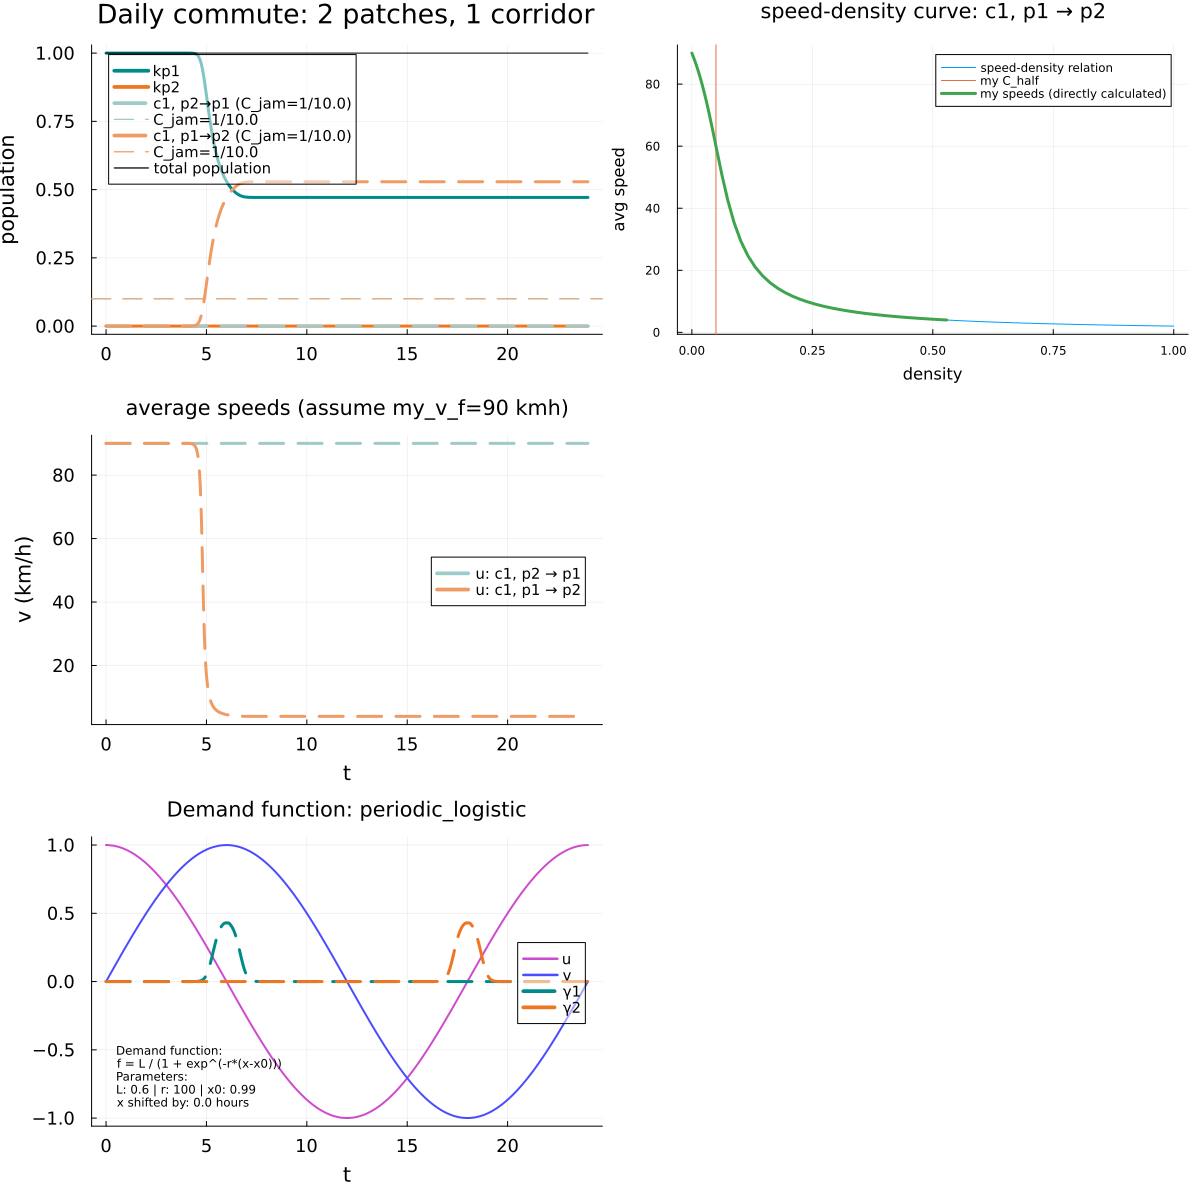 Daily commute: 2 patches, 1 corridor
population
1.00
0.75
0.50
0.25
0.00
kp1
kp2
c1, p2→p1 (C_jam=1/10.0)
C_jam=1/10.0
c1, p1→p2 (C_jam=1/10.0)
C_jam=1/10.0
total population
0 5 10 15 20
speed-density curve: c1, p1 → p2
avg speed
80
60
40
20
0
speed-density relation
my C_half
my speeds (directly calculated)
0.00 0.25 0.50 0.75 1.00
density
average speeds (assume my_v_f=90 kmh)
v (km/h)
80
60
40
20
u: c1, p2 → p1
u: c1, p1 → p2
0 5 10 15 20
t
Demand function: periodic_logistic
1.0
0.5
0.0
−0.5
−1.0
u
v
γ1
γ2
Demand function:
f = L / (1 + exp^(-r*(x-x0)))
Parameters:
L: 0.6 | r: 100 | x0: 0.99
x shifted by: 0.0 hours
0 5 10 15 20
t